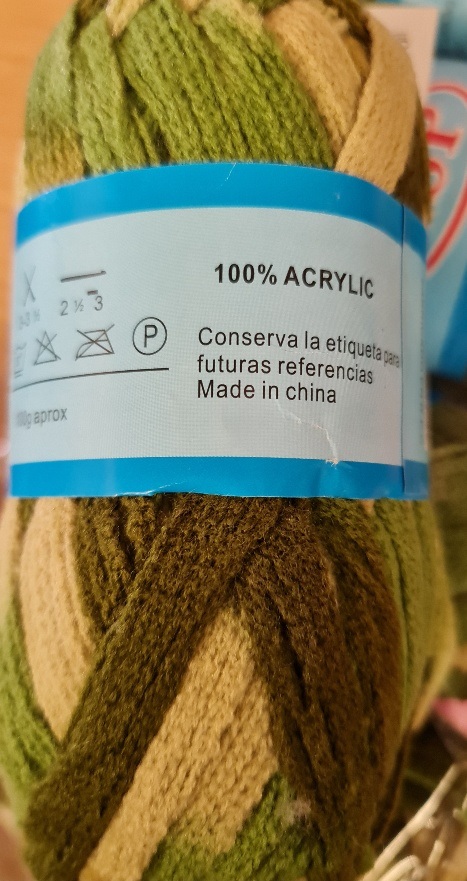 100% ACRYLIC
2 ½ - 3
P
Conserva la etiqueta para
futuras referencias
Made in china
aprox